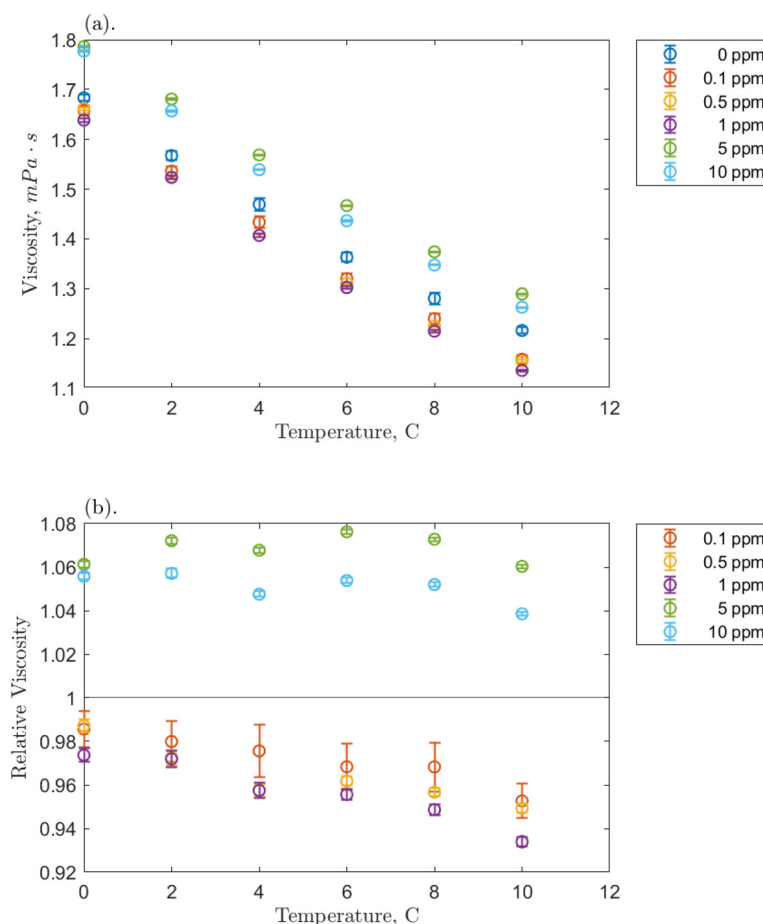 (a).
1.8
1.7
1.6
1.5
1.4
1.3
1.2
1.1
Viscosity, mPa · s
0 2 4 6 8 10 12
Temperature, C
0 ppm
0.1 ppm
0.5 ppm
1 ppm
5 ppm
10 ppm
(b).
1.08
1.06
1.04
1.02
1
0.98
0.96
0.94
0.92
Relative Viscosity
0 2 4 6 8 10 12
Temperature, C
0.1 ppm
0.5 ppm
1 ppm
5 ppm
10 ppm